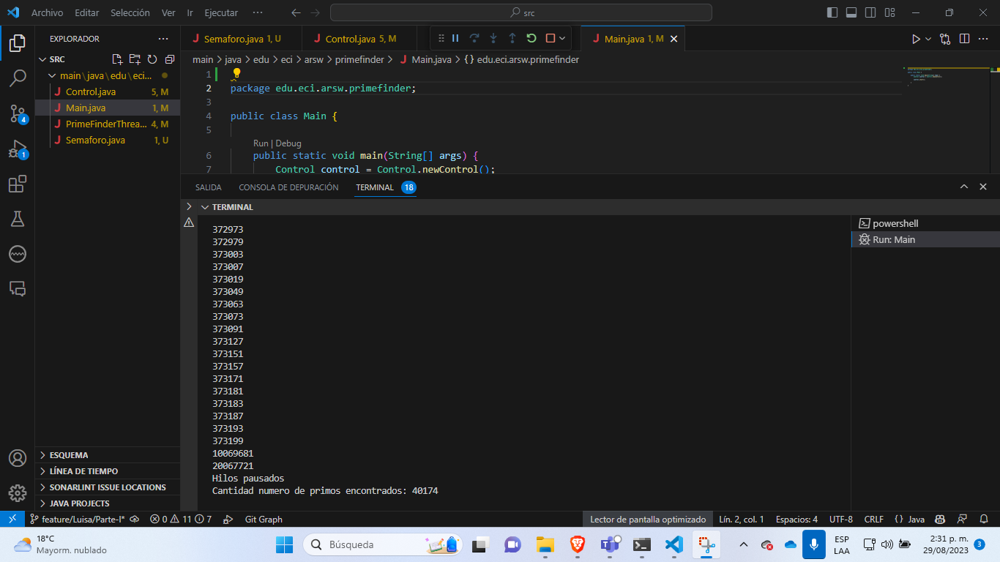 Archivo Editar Selección Ver Ir Ejecutar ··· src
EXPLORADOR ···
SRC
main\java\edu\eci...
Control.java 5, M
Main.java 1, M
PrimeFinderThrea... 4, M
Semaforo.java 1, U
4
1
ESQUEMA
LÍNEA DE TIEMPO
SONARLINT ISSUE LOCATIONS
JAVA PROJECTS
Semaforo.java 1, U Control.java 5, M Main.java 1, M
main > java > edu > eci > arsw > primefinder > Main.java > {} edu.eci.arsw.primefinder
1
2 package edu.eci.arsw.primefinder;
3
4 public class Main {
5
Run | Debug
6 public static void main(String[] args) {
7 Control control = Control.newControl();
SALIDA CONSOLA DE DEPURACIÓN TERMINAL 18
TERMINAL
372973
372979
373003
373007
373019
373049
373063
373073
373091
373127
373151
373157
373171
373181
373183
373187
373193
373199
10069681
20067721
Hilos pausados
Cantidad numero de primos encontrados: 40174
powershell
Run: Main
feature/Luisa/Parte-I* 0 11 7 Git Graph Lector de pantalla optimizado Lín. 2, col. 1 Espacios: 4 UTF-8 CRLF {} Java
18°C
Mayorm. nublado
Búsqueda
ESP
LAA
2:31 p. m.
29/08/2023
3